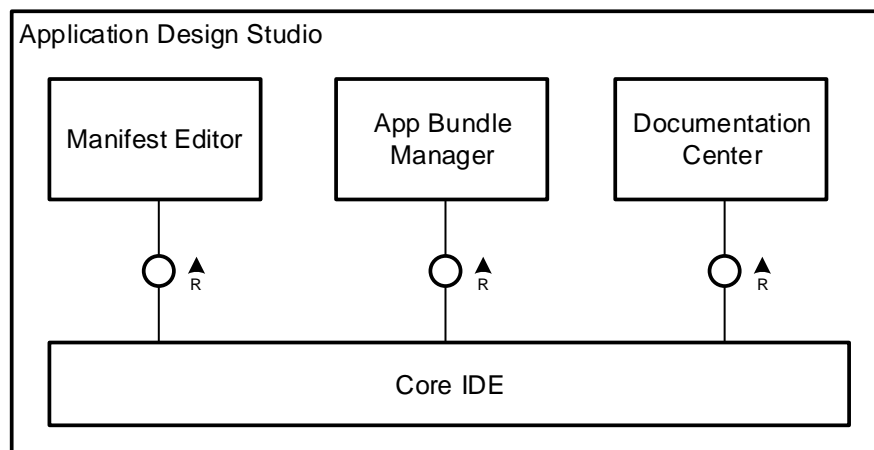 Application Design Studio
Manifest Editor
App Bundle
Manager
Documentation
Center
R
R
R
Core IDE